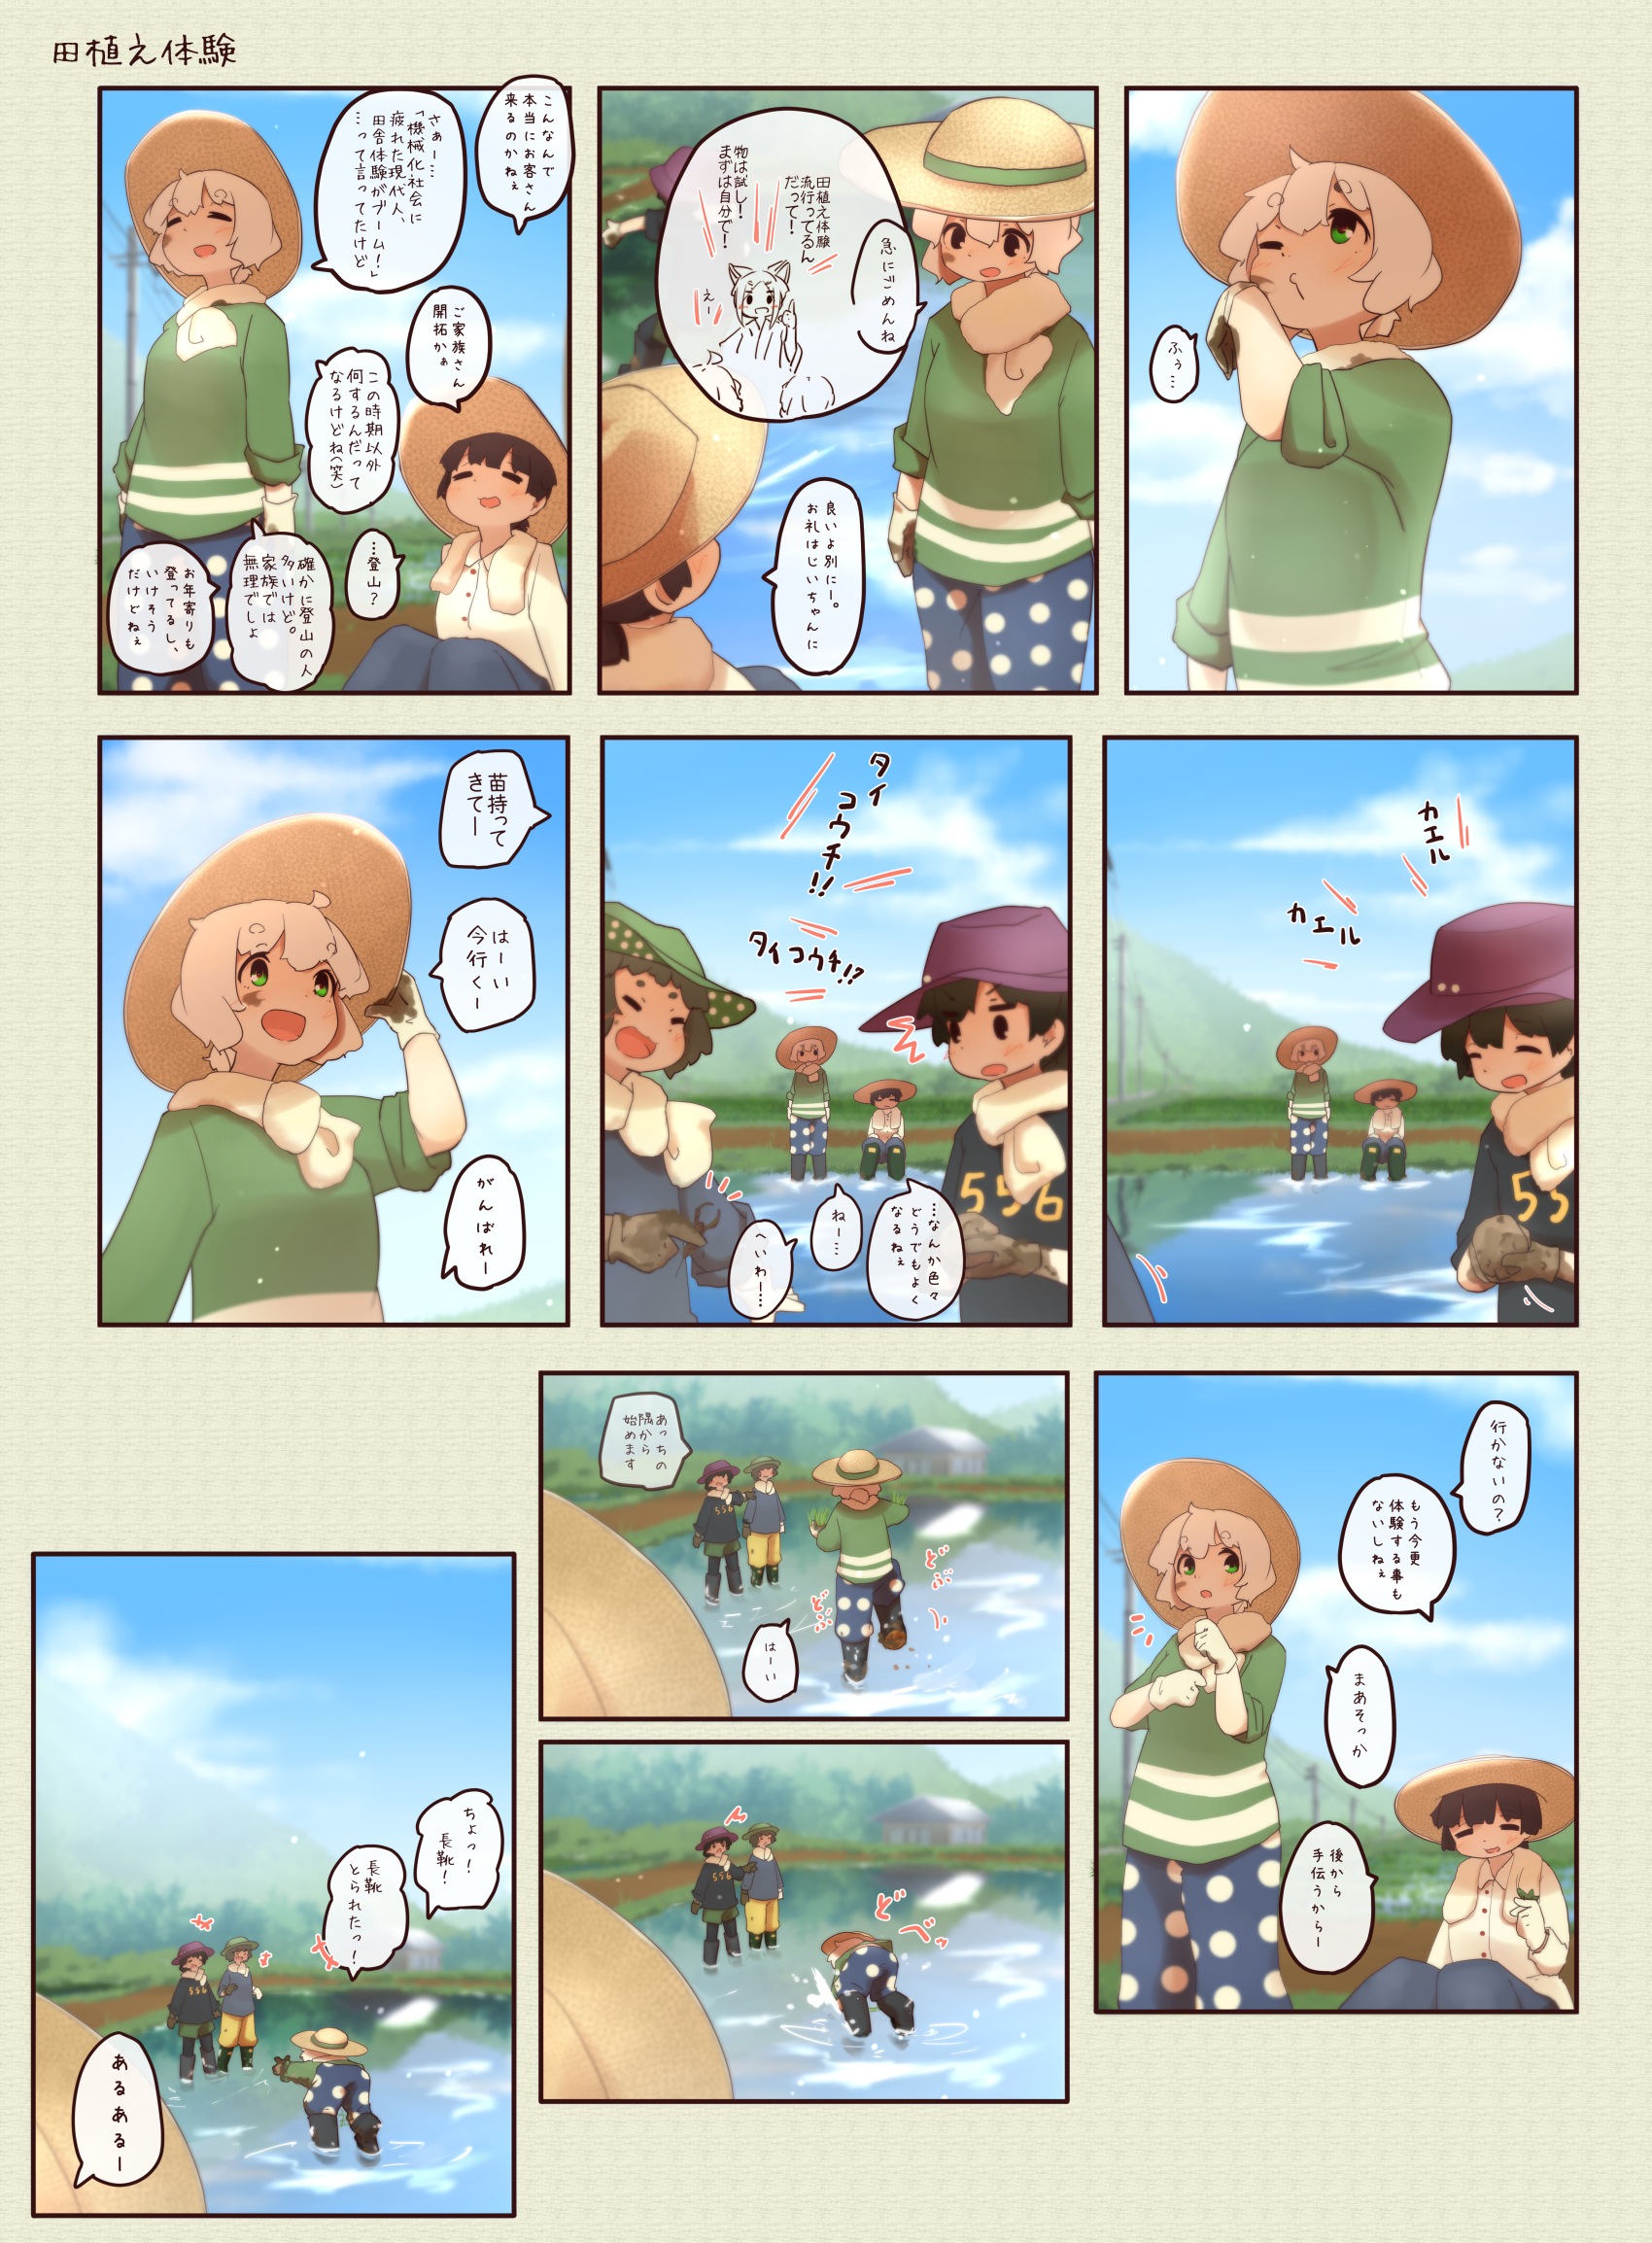 田植え体験
ふぅ…
急にごめんね
田植え体験
流行ってるん
だって！
物は試し！
まずは自分で！
えー
良いよ別にー。
お礼はじいちゃんに
こんなんで
本当にお客さん
来るのかねぇ
さぁー…
「機械化社会に
疲れた現代人、
田舎体験がブーム！」
…って言ってたけど
ご家族さん
開拓かぁ
この時期以外
何するんだって
なるけどね(笑)
…登山？
確かに登山の人
多いけど。
家族では
無理でしょ
お年寄りも
登ってるし、
いけそう
だけどねぇ
カエル
カエル
556
タイコウチ!!
タイコウチ!?
556
…なんか色々
どうでもよく
なるねぇ
ねー…
へいわー…
苗持って
きてー
はーい
今行くー
がんばれー
行かないの？
もう今更
体験する事も
ないしねぇ
まあそっか
後から
手伝うからー
あっちの
隅から
始めます
556
どぶ
どぶ
はーい
556
どべっ
ちょっ！
長靴！
長靴
とられたっ！
556
あるあるー